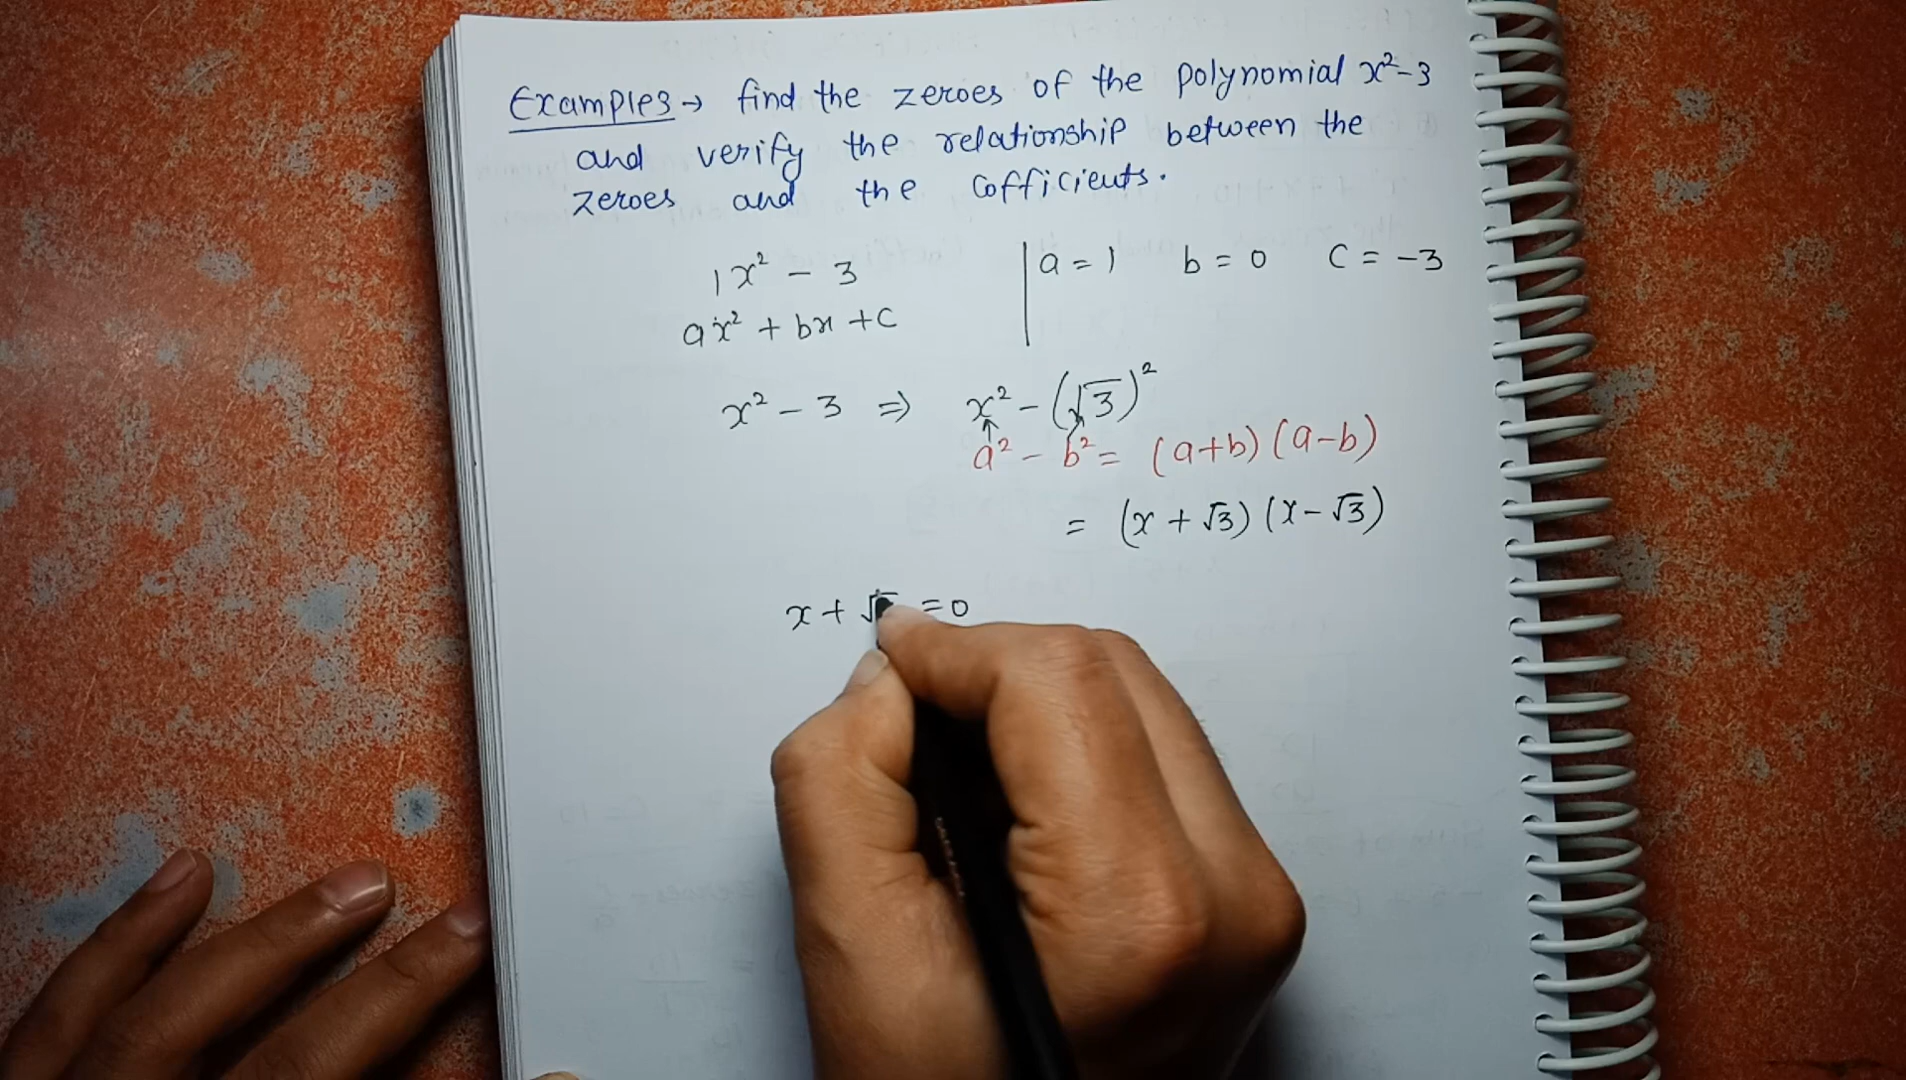 Example3→ find the zeroes of the polynomial x²-3
and verify the relationship between the
zeroes and the cofficients.
1x² - 3 | a = 1 b = 0 C = -3
ax² + bx + c
x² - 3 ⇒ x² - (√3)²
a² - b² = (a+b) (a-b)
= (x + √3) (x - √3)
x + √ = 0